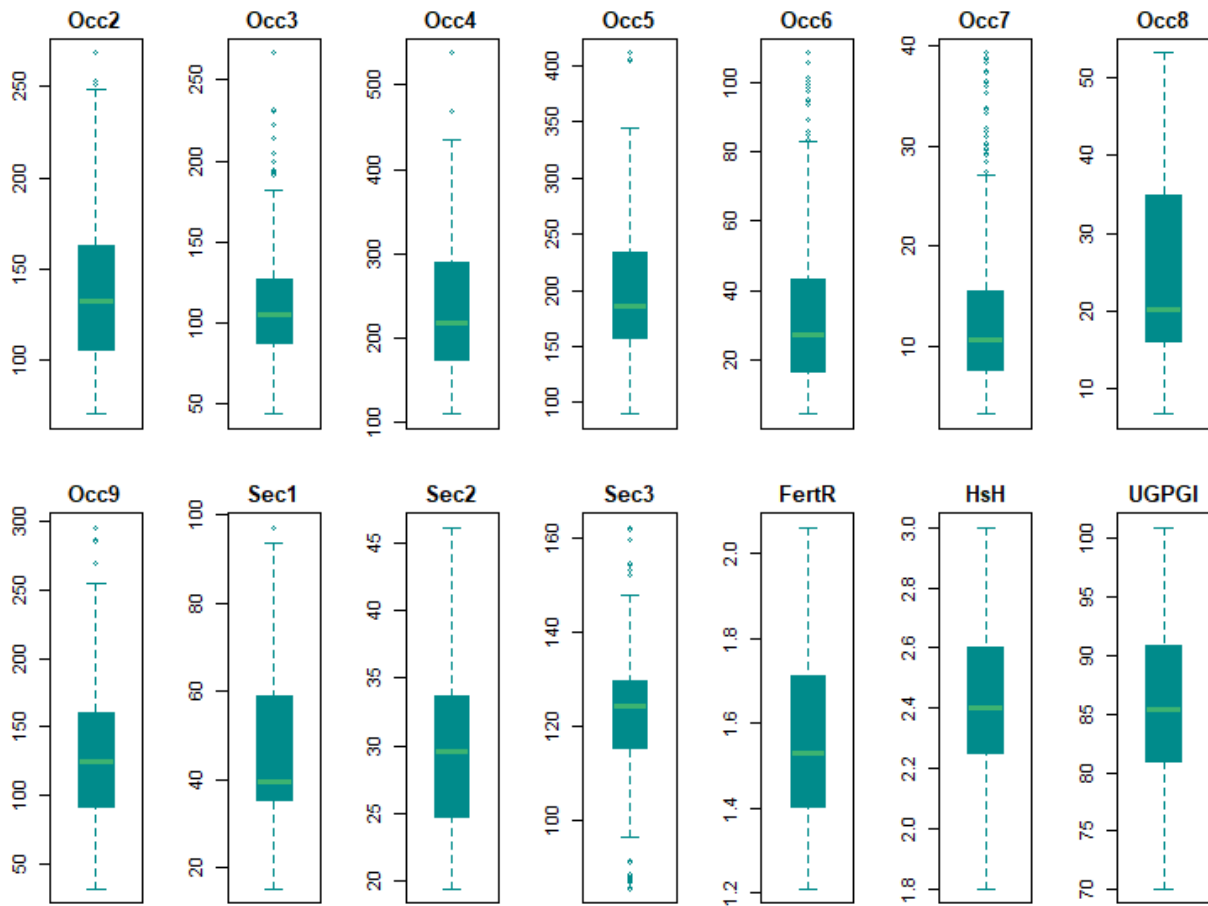 Occ2 Occ3 Occ4 Occ5 Occ6 Occ7 Occ8
100 150 200 250
50 100 150 200 250
100 200 300 400 500
100 150 200 250 300 350 400
20 40 60 80 100
10 20 30 40
10 20 30 40 50
Occ9 Sec1 Sec2 Sec3 FertR HsH UGPGI
50 100 150 200 250 300
20 40 60 80 100
20 25 30 35 40 45
100 120 140 160
1.2 1.4 1.6 1.8 2.0
1.8 2.0 2.2 2.4 2.6 2.8 3.0
70 75 80 85 90 95 100